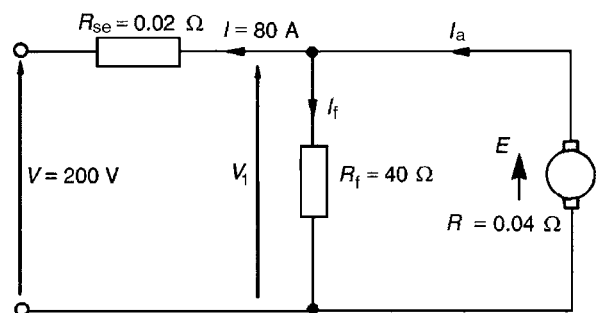 R_se = 0.02 Ω
I = 80 A
I_a
I_f
E
V = 200 V
V_1
R_f = 40 Ω
R = 0.04 Ω